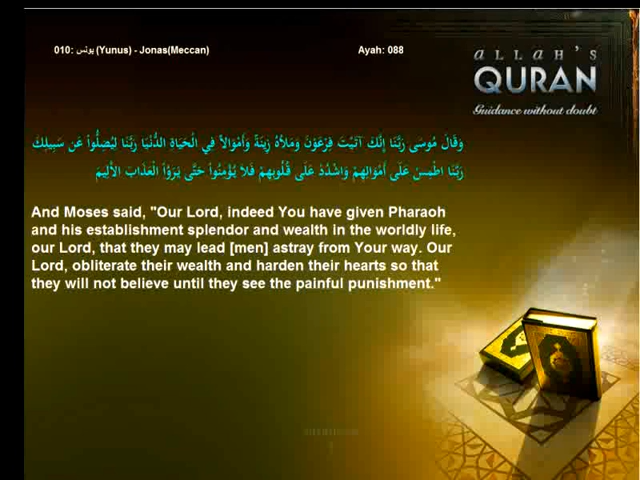 010: يونس (Yunus) - Jonas(Meccan)
Ayah: 088
ALLAH'S
QURAN
Guidance without doubt
وَقَالَ مُوسَى رَبَّنَا إِنَّكَ آتَيْتَ فِرْعَوْنَ وَمَلأهُ زِينَةً وَأَمْوَالاً فِي الْحَيَاةِ الدُّنْيَا رَبَّنَا لِيُضِلُّواْ عَن سَبِيلِكَ
رَبَّنَا اطْمِسْ عَلَى أَمْوَالِهِمْ وَاشْدُدْ عَلَى قُلُوبِهِمْ فَلاَ يُؤْمِنُواْ حَتَّى يَرَوُاْ الْعَذَابَ الأَلِيمَ
And Moses said, "Our Lord, indeed You have given Pharaoh
and his establishment splendor and wealth in the worldly life,
our Lord, that they may lead [men] astray from Your way. Our
Lord, obliterate their wealth and harden their hearts so that
they will not believe until they see the painful punishment."